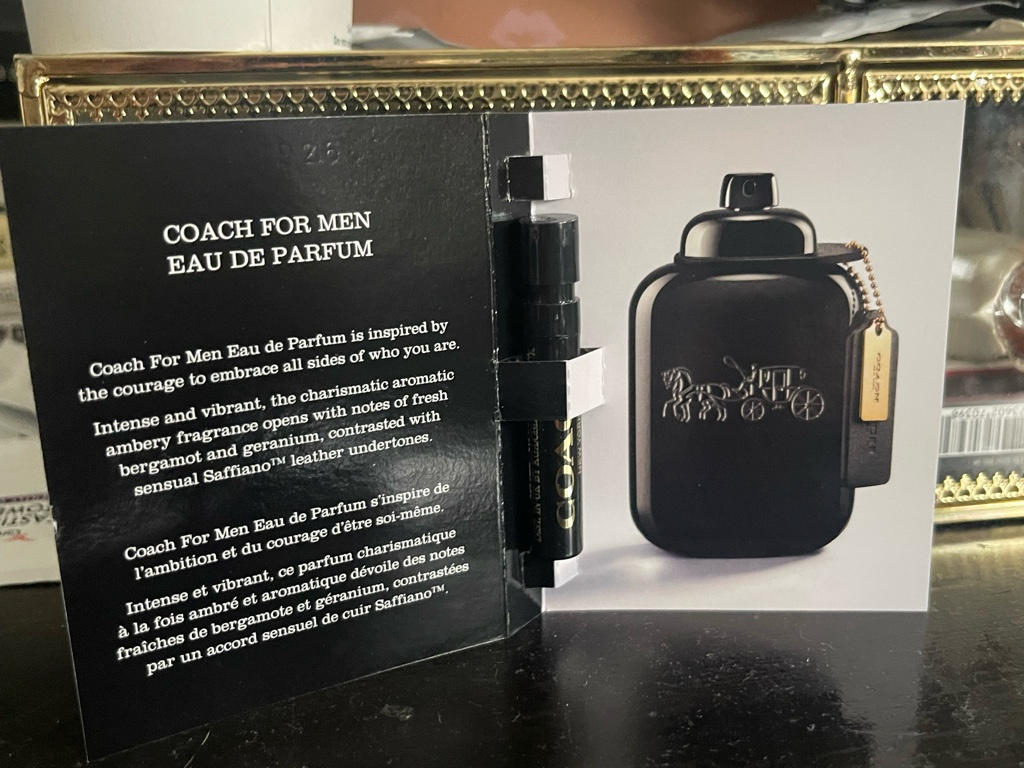 926
COACH FOR MEN
EAU DE PARFUM
Coach For Men Eau de Parfum is inspired by
the courage to embrace all sides of who you are.
Intense and vibrant, the charismatic aromatic
ambery fragrance opens with notes of fresh
bergamot and geranium, contrasted with
sensual Saffiano™ leather undertones.
Coach For Men Eau de Parfum s'inspire de
l'ambition et du courage d'être soi-même.
Intense et vibrant, ce parfum charismatique
à la fois ambré et aromatique dévoile des notes
fraîches de bergamote et géranium, contrastées
par un accord sensuel de cuir Saffiano™.
COAC
NEW YORK
C
COACH